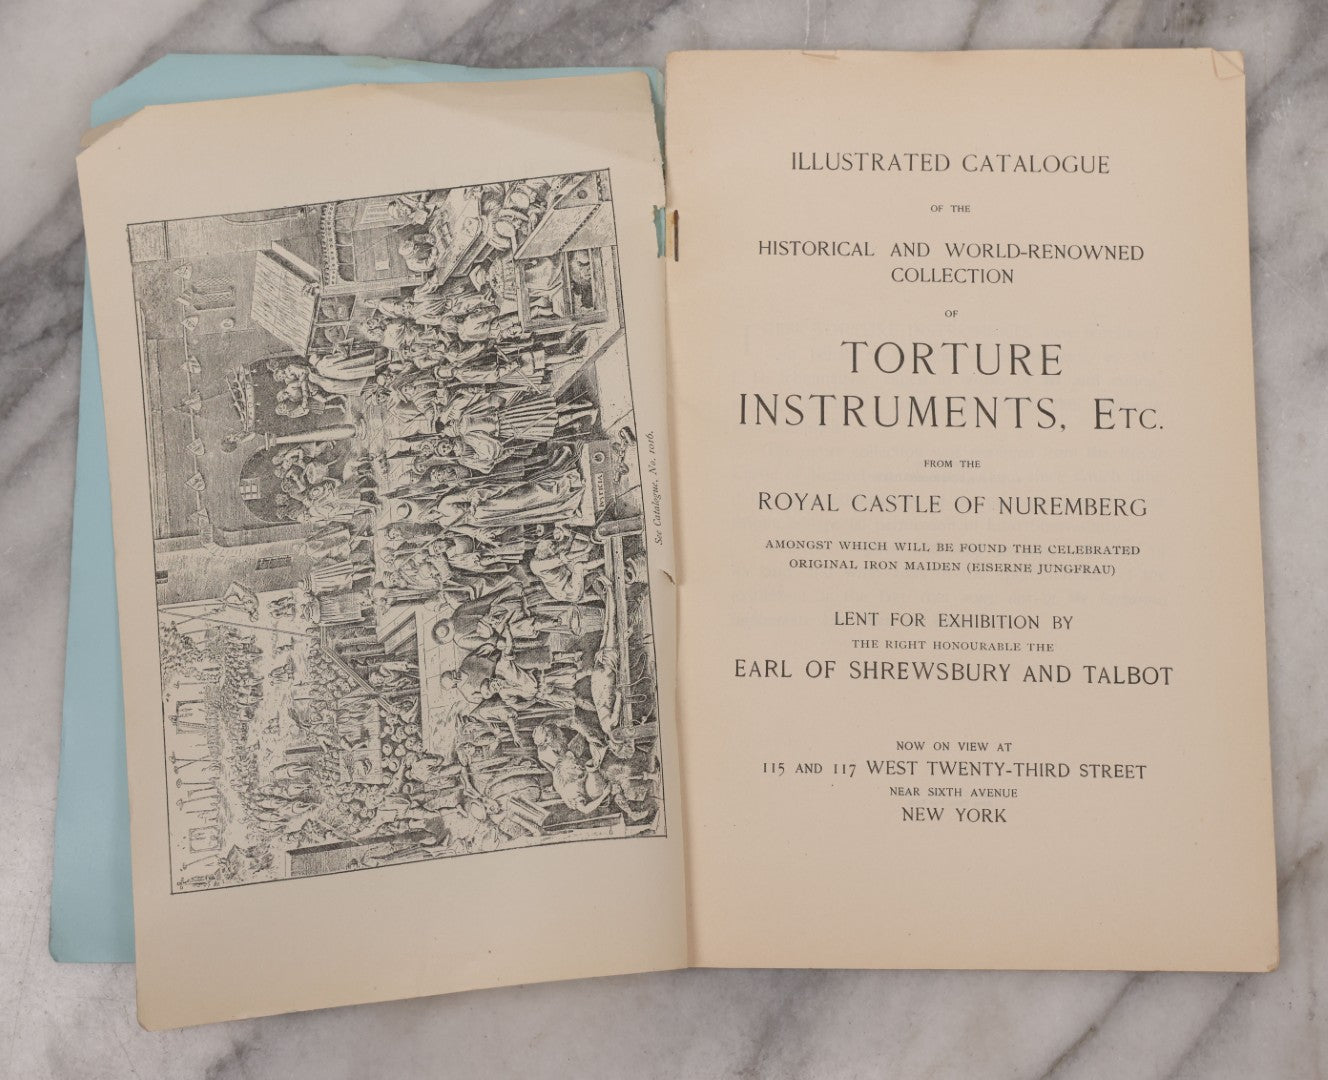 See Catalogue, No. 1016.
ILLUSTRATED CATALOGUE
OF THE
HISTORICAL AND WORLD-RENOWNED
COLLECTION
OF
TORTURE
INSTRUMENTS, ETC.
FROM THE
ROYAL CASTLE OF NUREMBERG
AMONGST WHICH WILL BE FOUND THE CELEBRATED
ORIGINAL IRON MAIDEN (EISERNE JUNGFRAU)
LENT FOR EXHIBITION BY
THE RIGHT HONOURABLE THE
EARL OF SHREWSBURY AND TALBOT
NOW ON VIEW AT
115 AND 117 WEST TWENTY-THIRD STREET
NEAR SIXTH AVENUE
NEW YORK